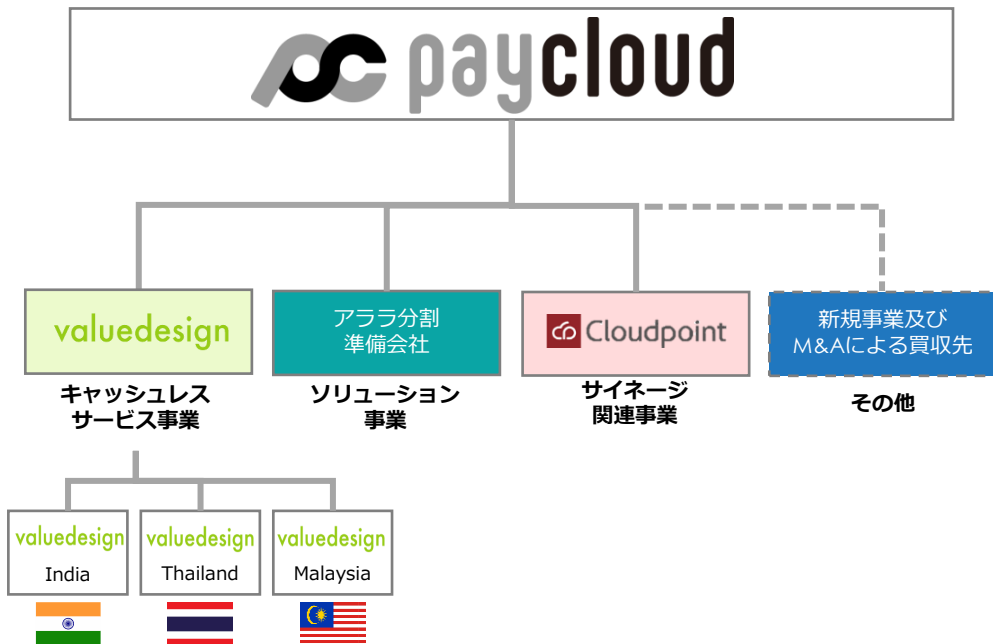 paycloud
valuedesign
キャッシュレス
サービス事業
アララ分割
準備会社
ソリューション
事業
Cloudpoint
サイネージ
関連事業
新規事業及び
M&Aによる買収先
その他
valuedesign
India
valuedesign
Thailand
valuedesign
Malaysia